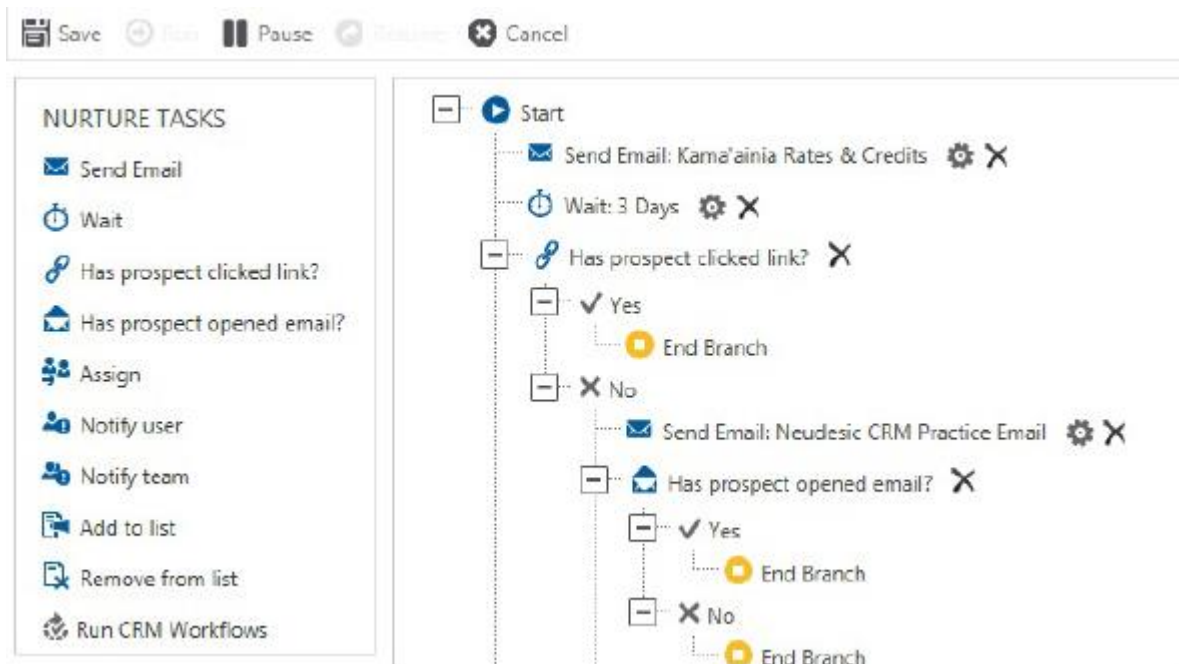 Save Run Pause Cancel
NURTURE TASKS
Send Email
Wait
Has prospect clicked link?
Has prospect opened email?
Assign
Notify user
Notify team
Add to list
Remove from list
Run CRM Workflows
Start
Send Email: Kama'ainia Rates & Credits
Wait: 3 Days
Has prospect clicked link?
Yes
End Branch
No
Send Email: Neudesic CRM Practice Email
Has prospect opened email?
Yes
End Branch
No
End Branch